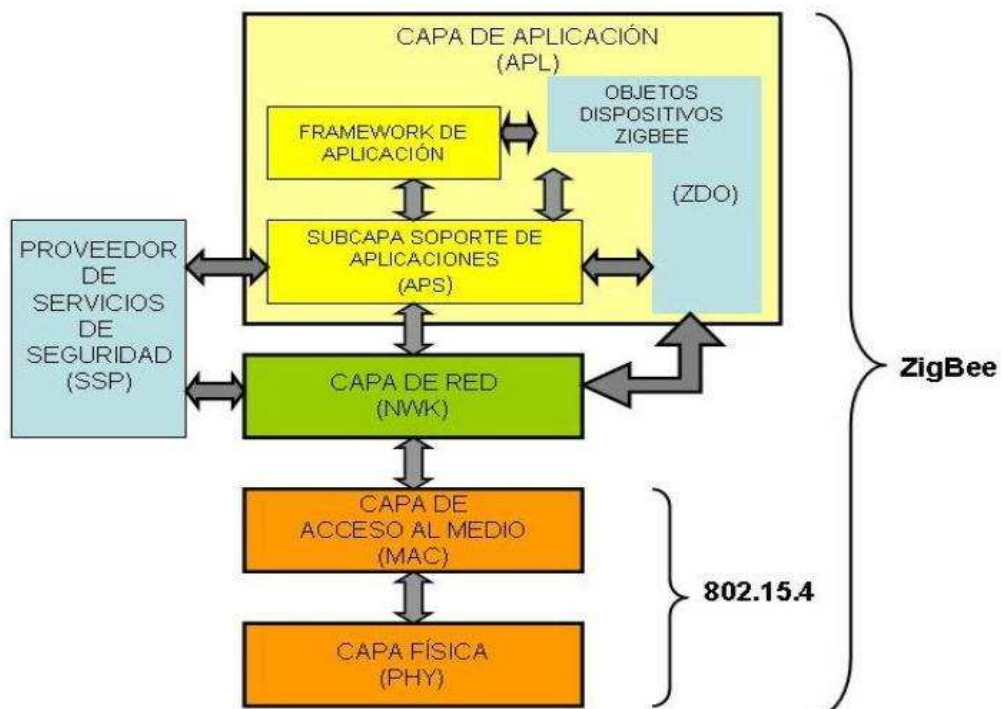 CAPA DE APLICACIÓN
(APL)
OBJETOS
DISPOSITIVOS
ZIGBEE
(ZDO)
FRAMEWORK DE
APLICACIÓN
SUBCAPA SOPORTE DE
APLICACIONES
(APS)
PROVEEDOR
DE
SERVICIOS
DE
SEGURIDAD
(SSP)
CAPA DE RED
(NWK)
CAPA DE
ACCESO AL MEDIO
(MAC)
CAPA FÍSICA
(PHY)
802.15.4
ZigBee